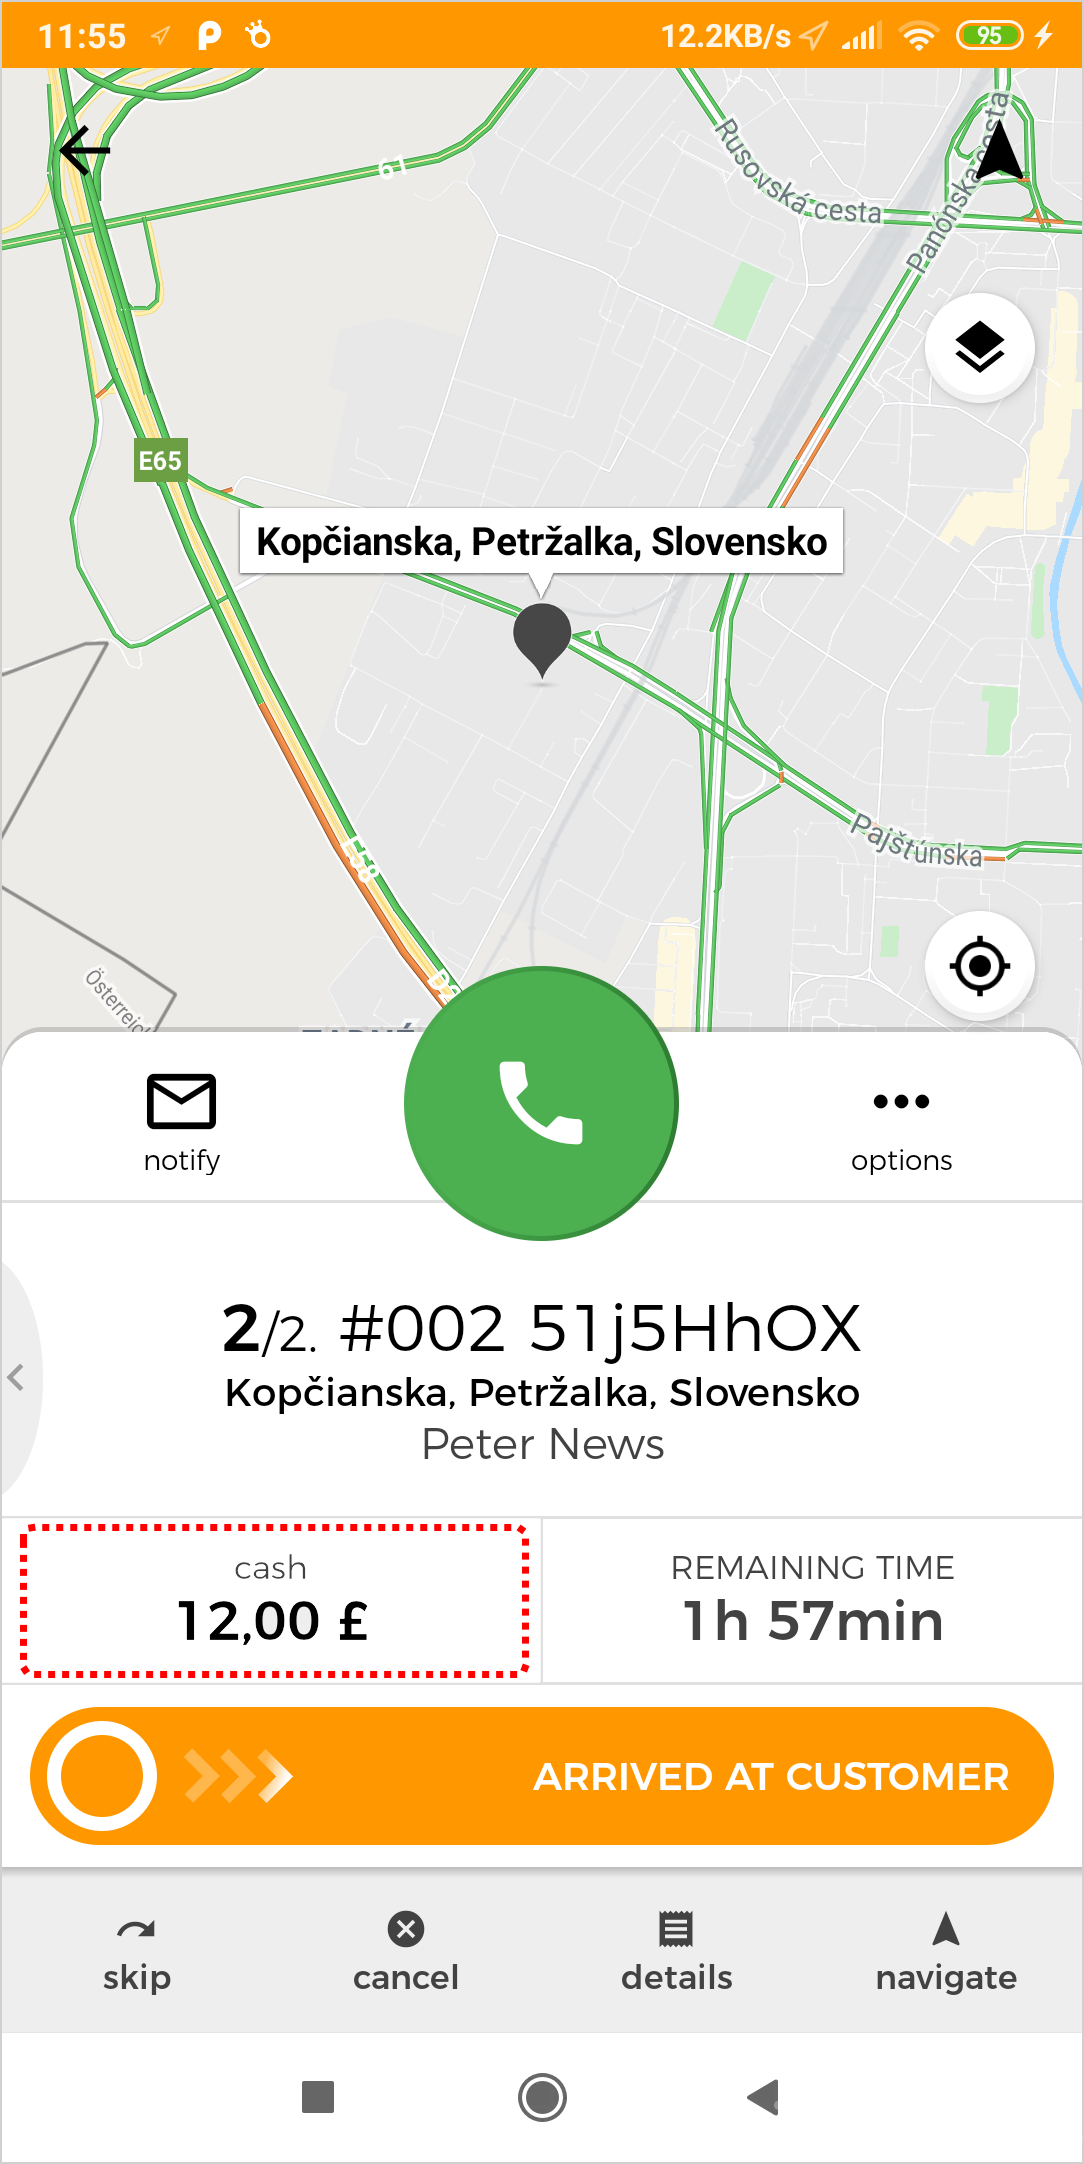 11:55
12.2KB/s
95
61
Rusovská cesta
Panónska cesta
E65
Kopčianska, Petržalka, Slovensko
E58
Pajštúnska
notify
options
2/2. #002 51j5HhOX
Kopčianska, Petržalka, Slovensko
Peter News
cash
12,00 £
REMAINING TIME
1h 57min
ARRIVED AT CUSTOMER
skip
cancel
details
navigate